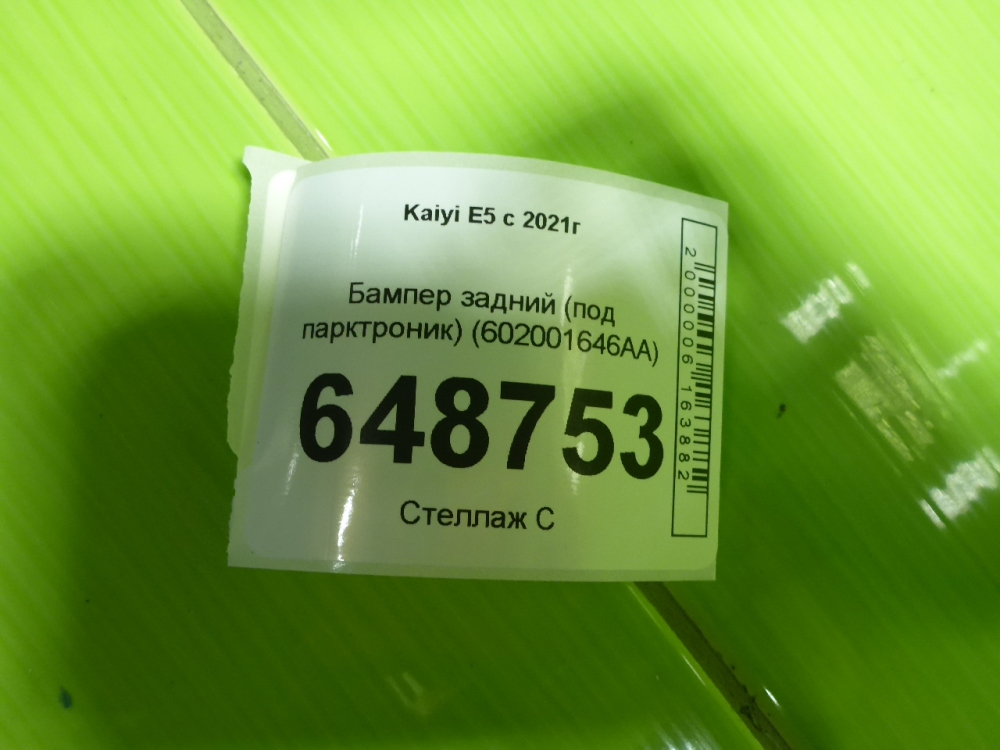 Kaiyi E5 с 2021г
Бампер задний (под
парктроник) (602001646AA)
648753
Стеллаж С
2000006163882